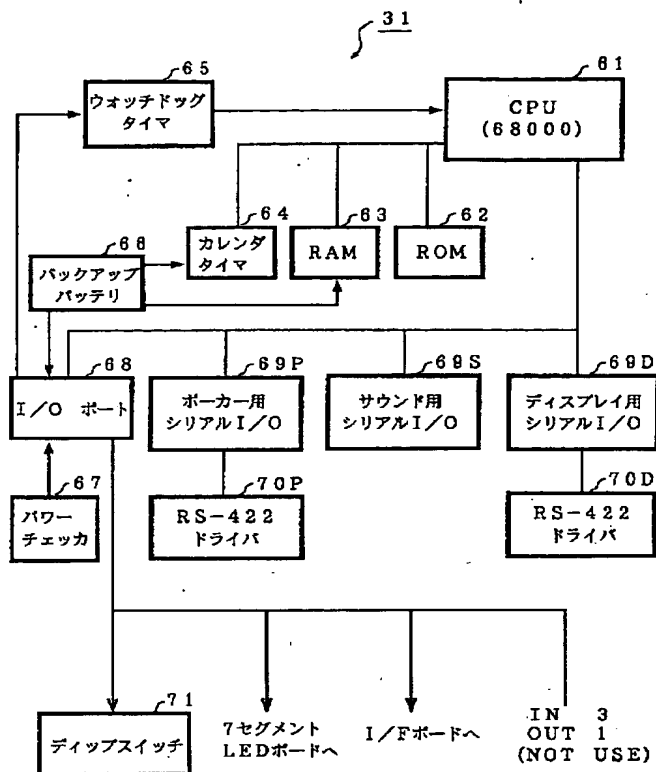 31
65
ウォッチドッグ
タイマ
61
CPU
(68000)
64
カレンダ
タイマ
63
RAM
62
ROM
66
バックアップ
バッテリ
68
I/O ポート
69P
ポーカー用
シリアルI/O
69S
サウンド用
シリアルI/O
69D
ディスプレイ用
シリアルI/O
67
パワー
チェッカ
70P
RS-422
ドライバ
70D
RS-422
ドライバ
71
ディップスイッチ
7セグメント
LEDボードへ
I/Fボードへ
IN 3
OUT 1
(NOT USE)